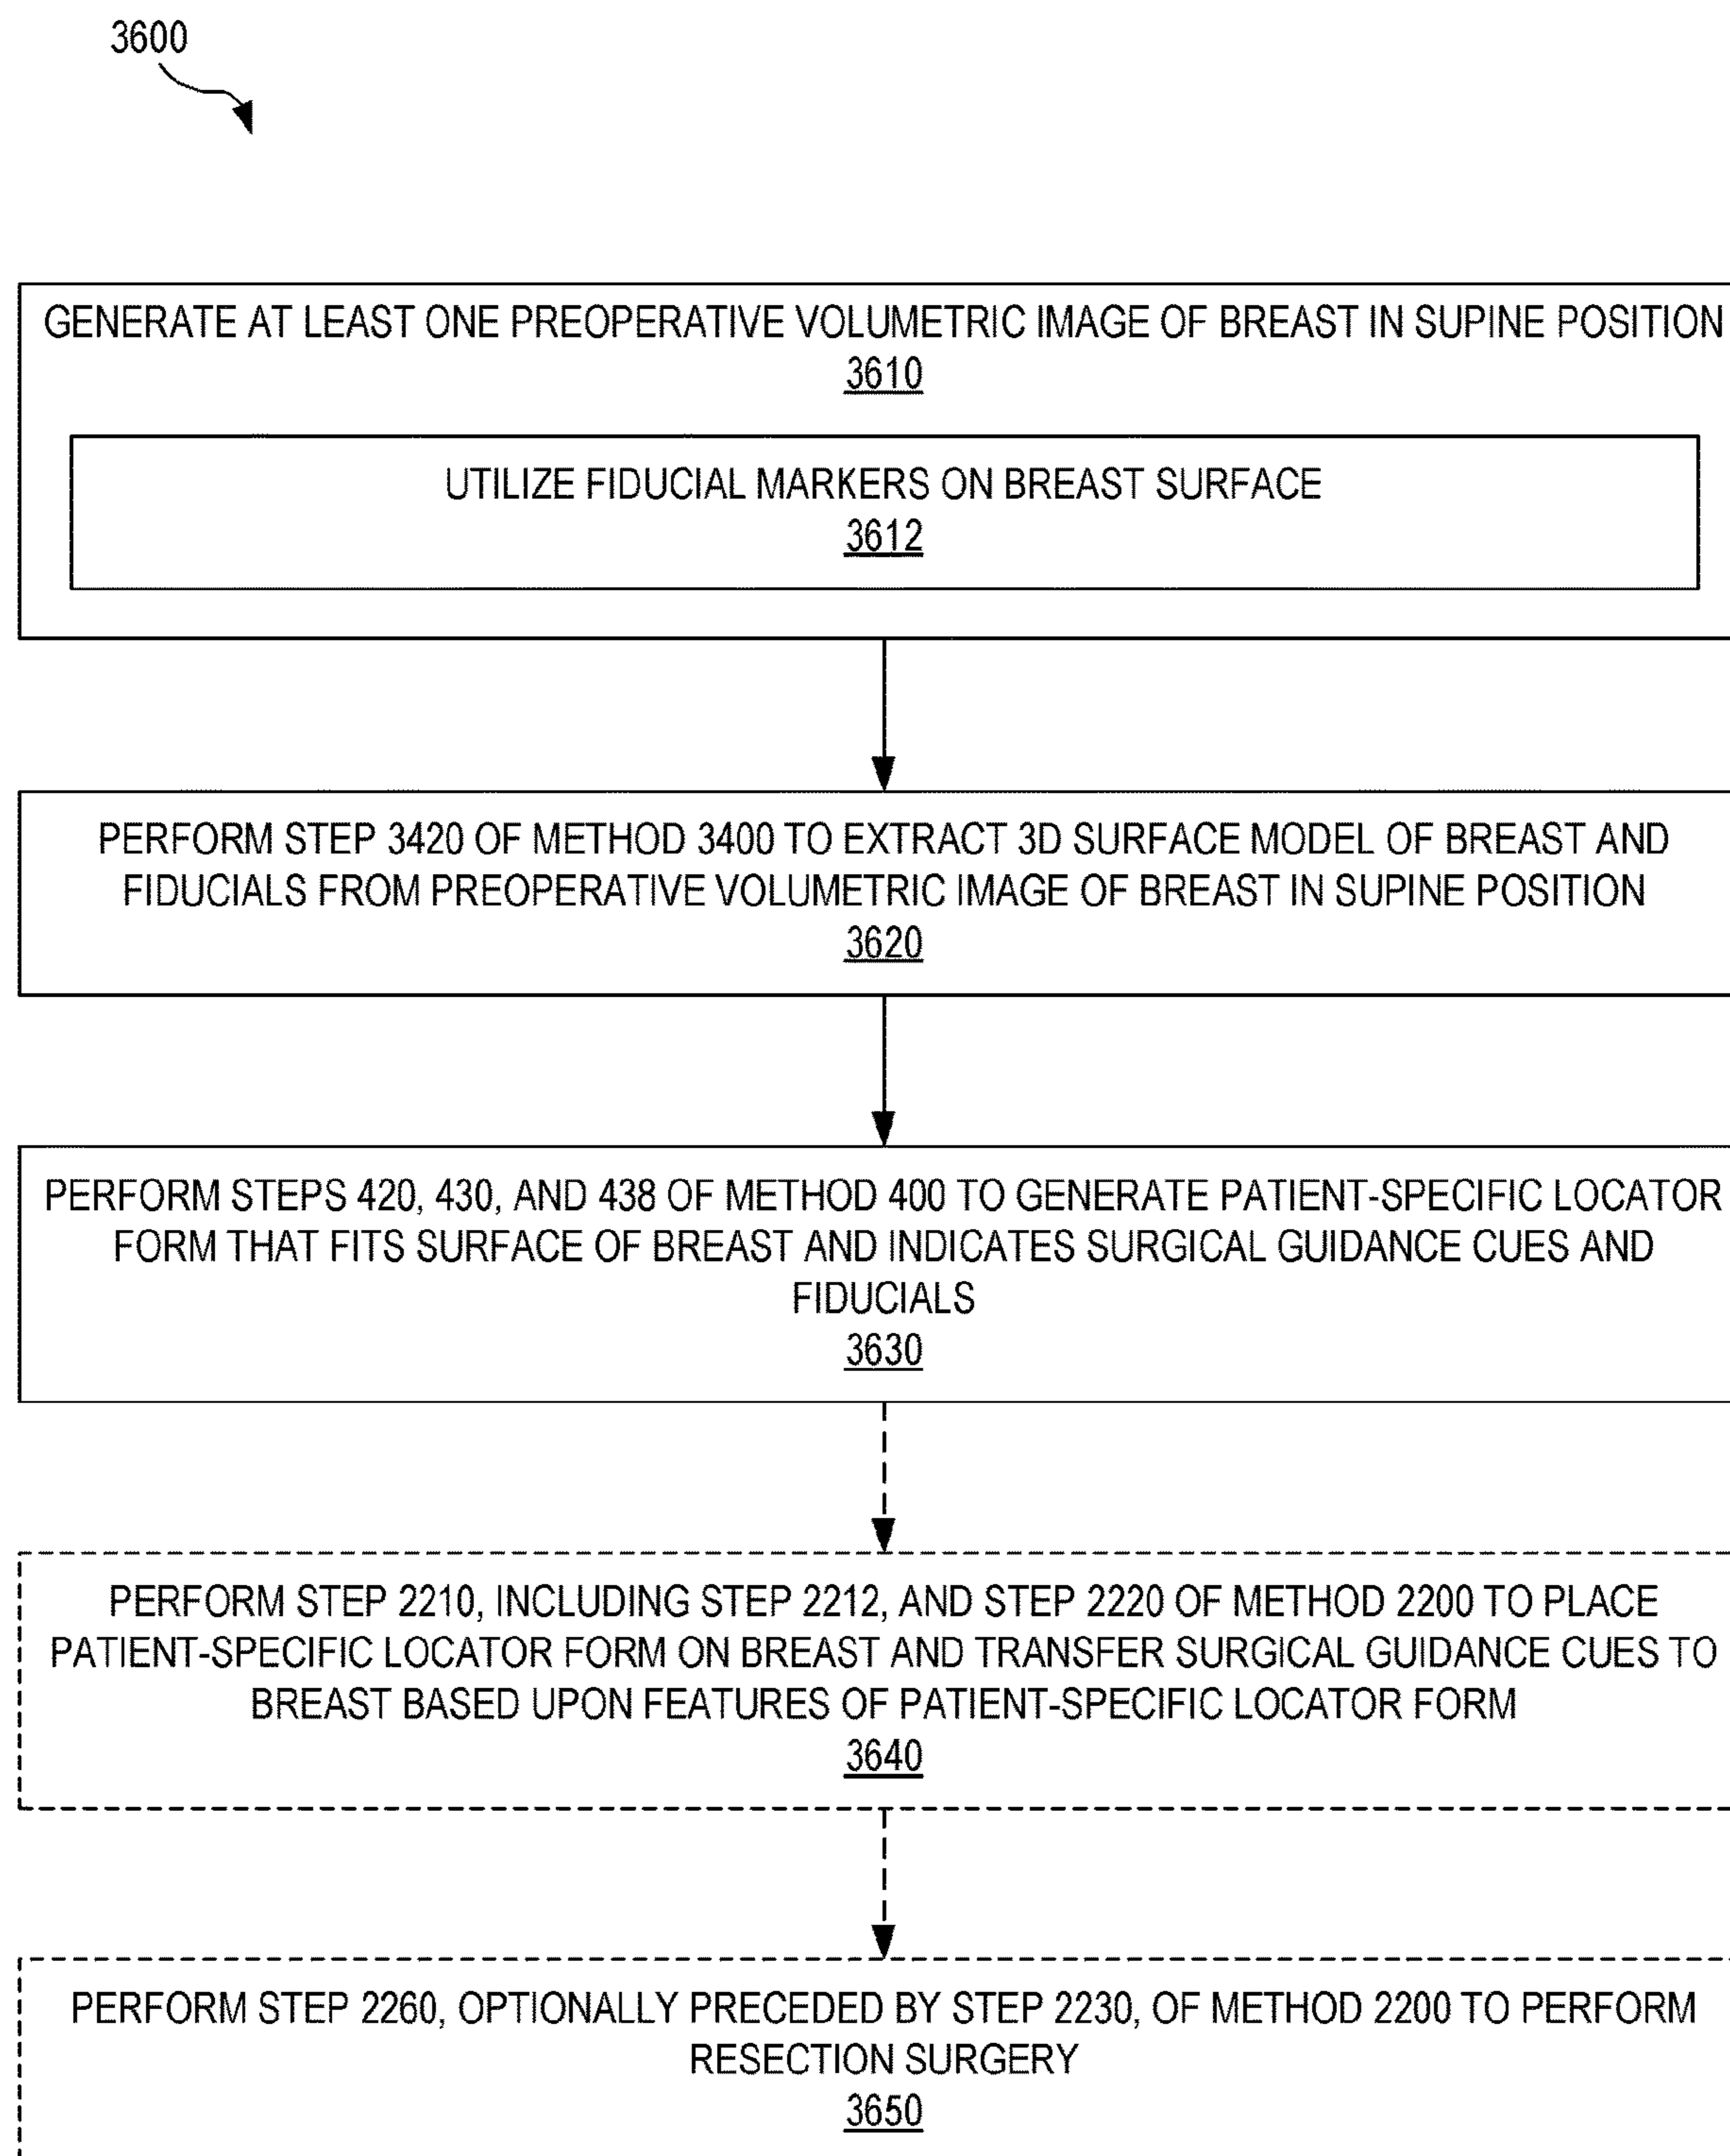 3600
GENERATE AT LEAST ONE PREOPERATIVE VOLUMETRIC IMAGE OF BREAST IN SUPINE POSITION
3610
UTILIZE FIDUCIAL MARKERS ON BREAST SURFACE
3612
PERFORM STEP 3420 OF METHOD 3400 TO EXTRACT 3D SURFACE MODEL OF BREAST AND
FIDUCIALS FROM PREOPERATIVE VOLUMETRIC IMAGE OF BREAST IN SUPINE POSITION
3620
PERFORM STEPS 420, 430, AND 438 OF METHOD 400 TO GENERATE PATIENT-SPECIFIC LOCATOR
FORM THAT FITS SURFACE OF BREAST AND INDICATES SURGICAL GUIDANCE CUES AND
FIDUCIALS
3630
PERFORM STEP 2210, INCLUDING STEP 2212, AND STEP 2220 OF METHOD 2200 TO PLACE
PATIENT-SPECIFIC LOCATOR FORM ON BREAST AND TRANSFER SURGICAL GUIDANCE CUES TO
BREAST BASED UPON FEATURES OF PATIENT-SPECIFIC LOCATOR FORM
3640
PERFORM STEP 2260, OPTIONALLY PRECEDED BY STEP 2230, OF METHOD 2200 TO PERFORM
RESECTION SURGERY
3650